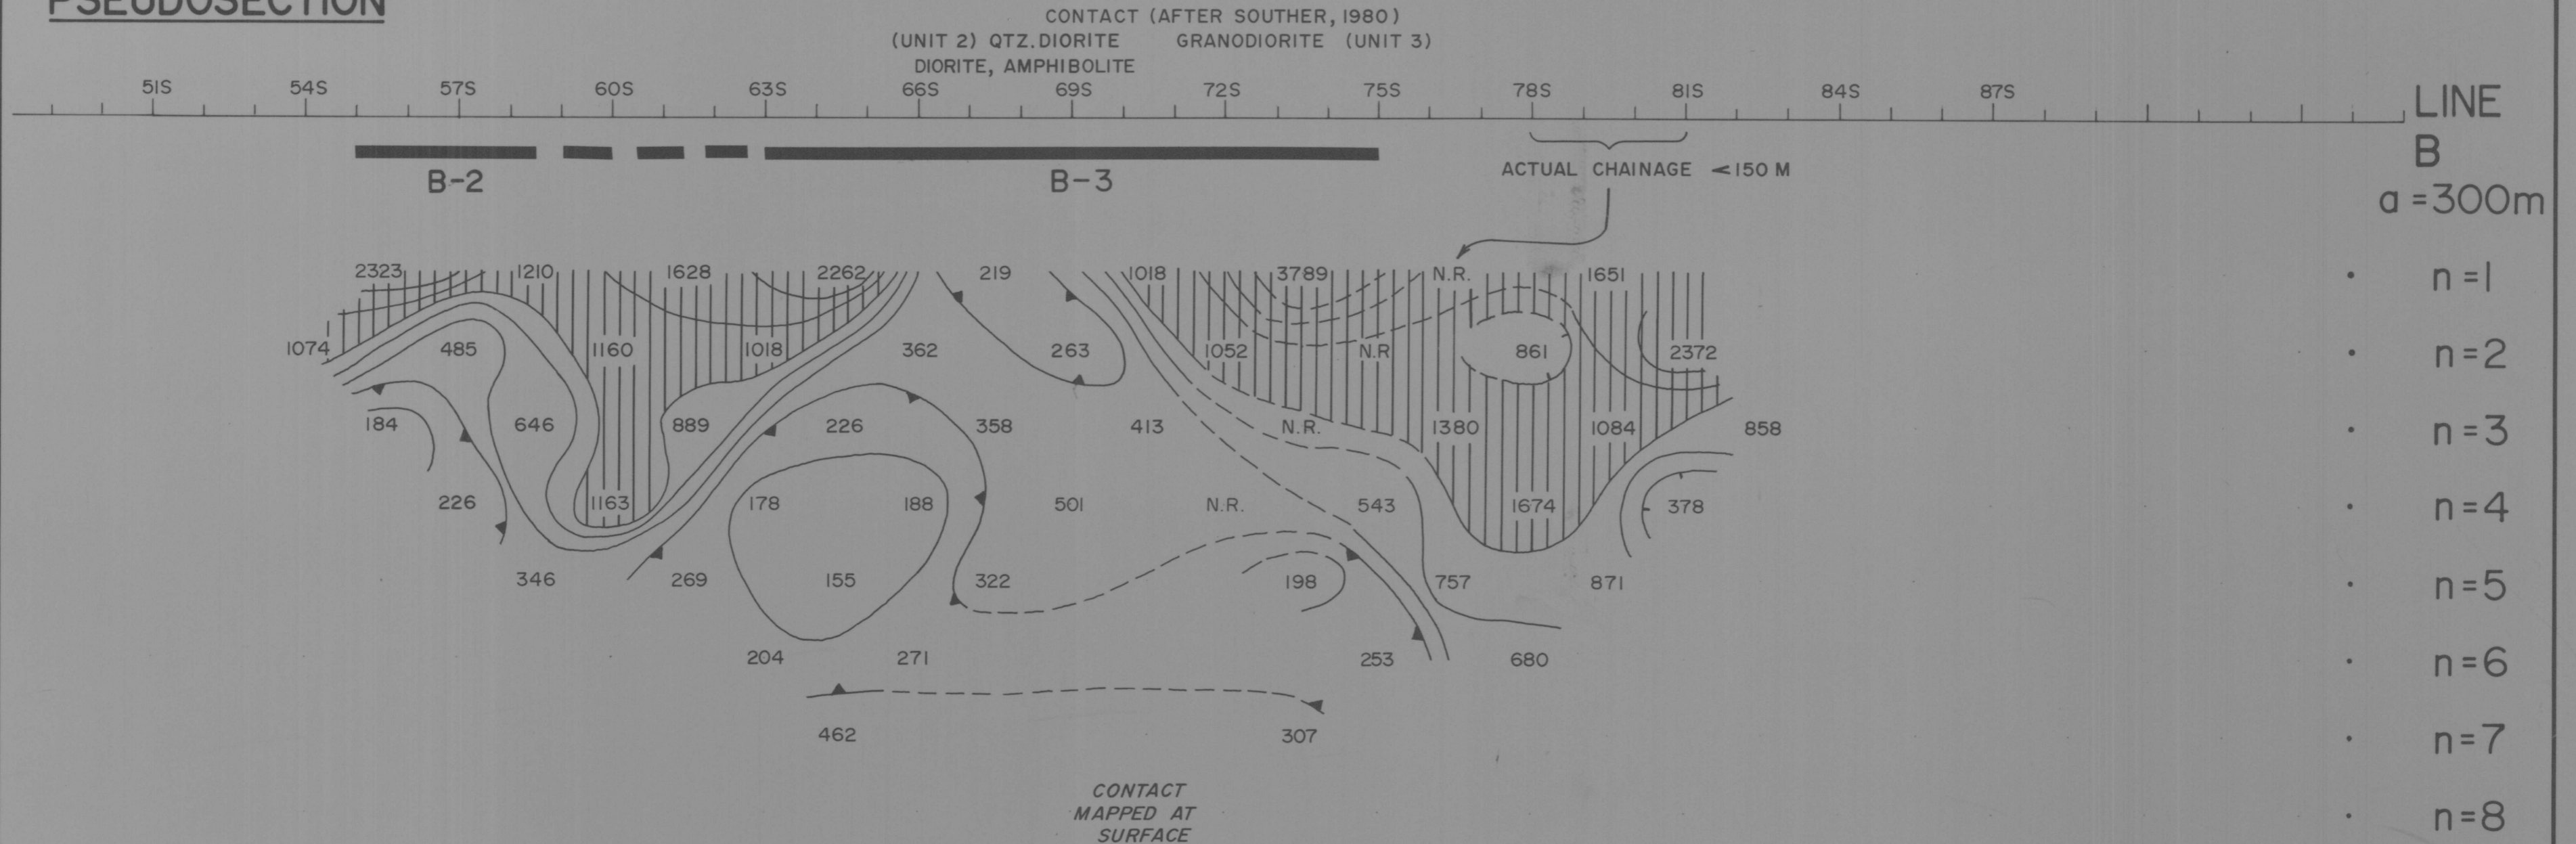 PSEUDOSECTION
CONTACT (AFTER SOUTHER, 1980)
(UNIT 2) QTZ. DIORITE GRANODIORITE (UNIT 3)
DIORITE, AMPHIBOLITE
51S 54S 57S 60S 63S 66S 69S 72S 75S 78S 81S 84S 87S
LINE
B
a = 300m
B-2 B-3
ACTUAL CHAINAGE <150 M
2323 1210 1628 2262 219 1018 3789 N.R. 1651 n=1
1074 485 1160 1018 362 263 1052 N.R 861 2372 n=2
184 646 889 226 358 413 N.R. 1380 1084 858 n=3
226 1163 178 188 501 N.R. 543 1674 378 n=4
346 269 155 322 198 757 871 n=5
204 271 253 680 n=6
462 307 n=7
CONTACT
MAPPED AT
SURFACE
n=8